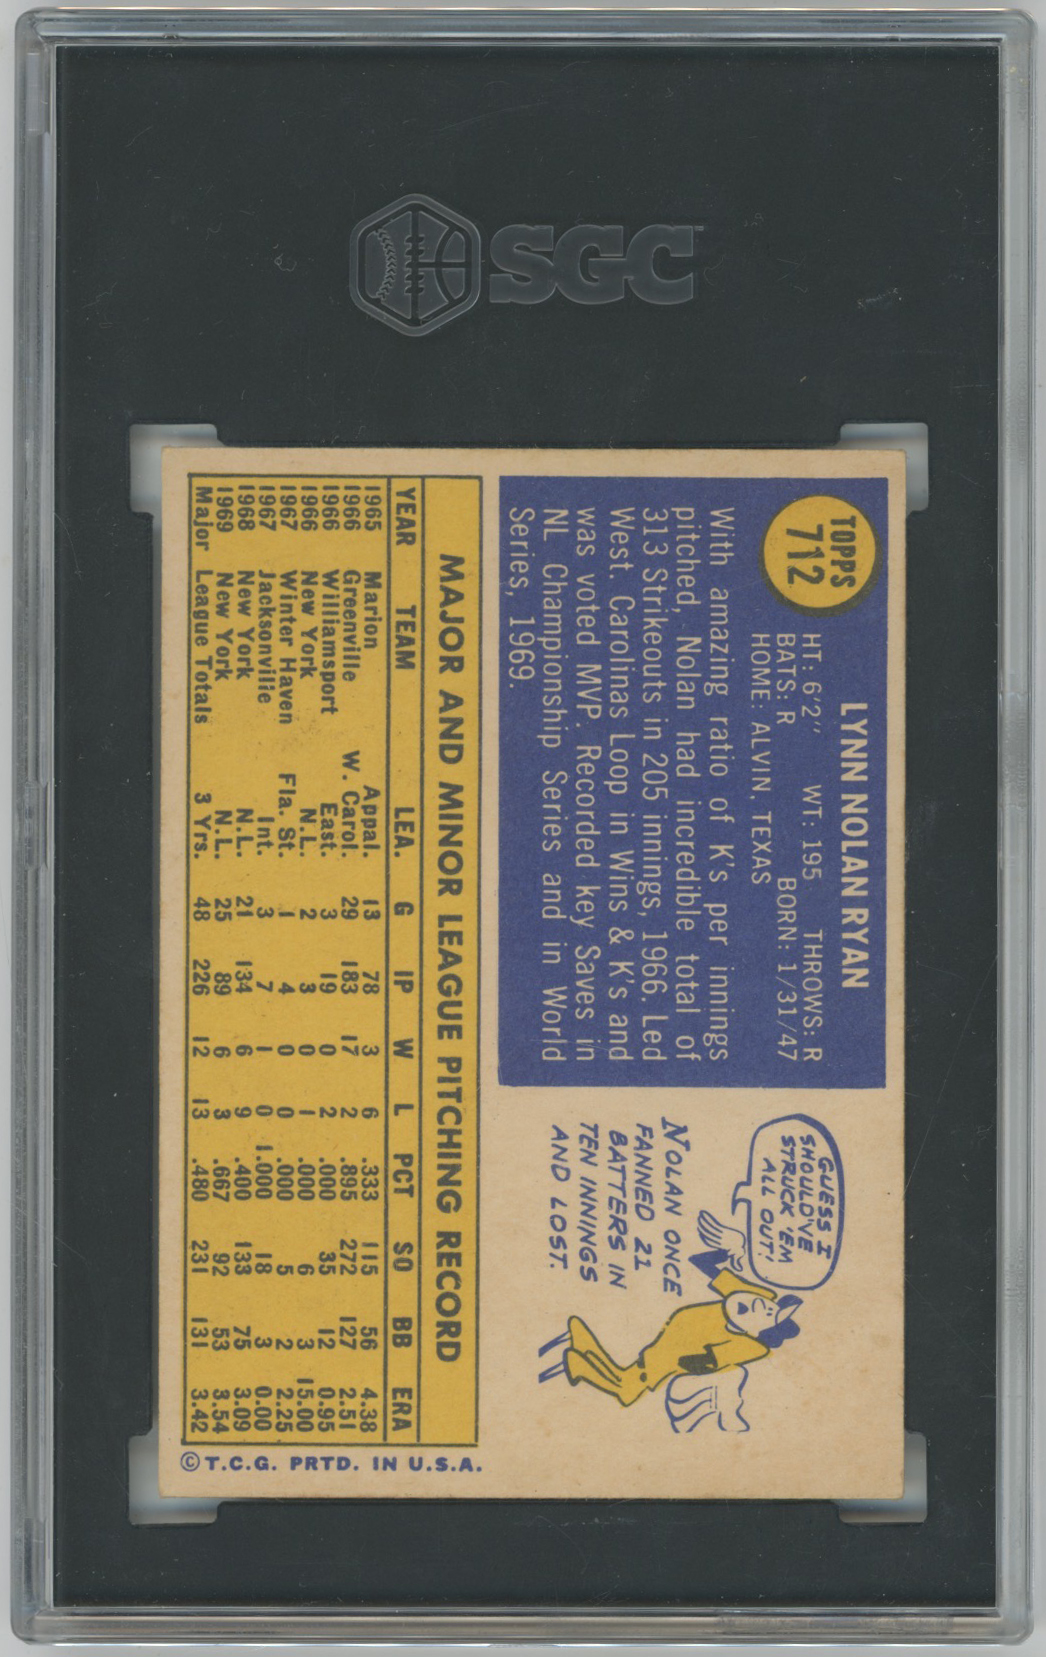 SGC
TOPPS
712
LYNN NOLAN RYAN
HT: 6'2" WT: 195 THROWS: R
BATS: R BORN: 1/31/47
HOME: ALVIN, TEXAS
With amazing ratio of K's per innings
pitched, Nolan had incredible total of
313 Strikeouts in 205 innings, 1966. Led
West. Carolinas Loop in Wins & K's and
was voted MVP. Recorded key Saves in
NL Championship Series and in World
Series, 1969.
GUESS I
SHOULD'VE
STRUCK 'EM
ALL OUT!
NOLAN ONCE
FANNED 21
BATTERS IN
TEN INNINGS
AND LOST.
MAJOR AND MINOR LEAGUE PITCHING RECORD
YEAR TEAM LEA. G IP W L PCT SO BB ERA
1965 Marion Appal. 13 78 3 6 .333 115 56 4.38
1966 Greenville W. Carol. 29 183 17 2 .895 272 127 2.51
1966 Williamsport East. 3 19 0 2 .000 35 12 0.95
1966 New York N.L. 2 3 0 1 .000 6 3 15.00
1967 Winter Haven Fla. St. 1 4 0 0 .000 5 2 2.25
1967 Jacksonville Int. 3 7 1 0 1.000 18 3 0.00
1968 New York N.L. 21 134 6 9 .400 133 75 3.09
1969 New York N.L. 25 89 6 3 .667 92 53 3.54
Major League Totals 3 Yrs. 48 226 12 13 .480 231 131 3.42
© T.C.G. PRTD. IN U.S.A.